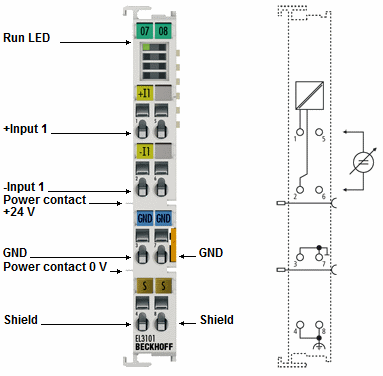 07 08
Run LED
+I1
+Input 1
1 5
-I1
-Input 1
2 6
Power contact
+24 V
GND GND
GND
GND
3 7
Power contact 0 V
S S
Shield
Shield
4 8
EL3101
BECKHOFF